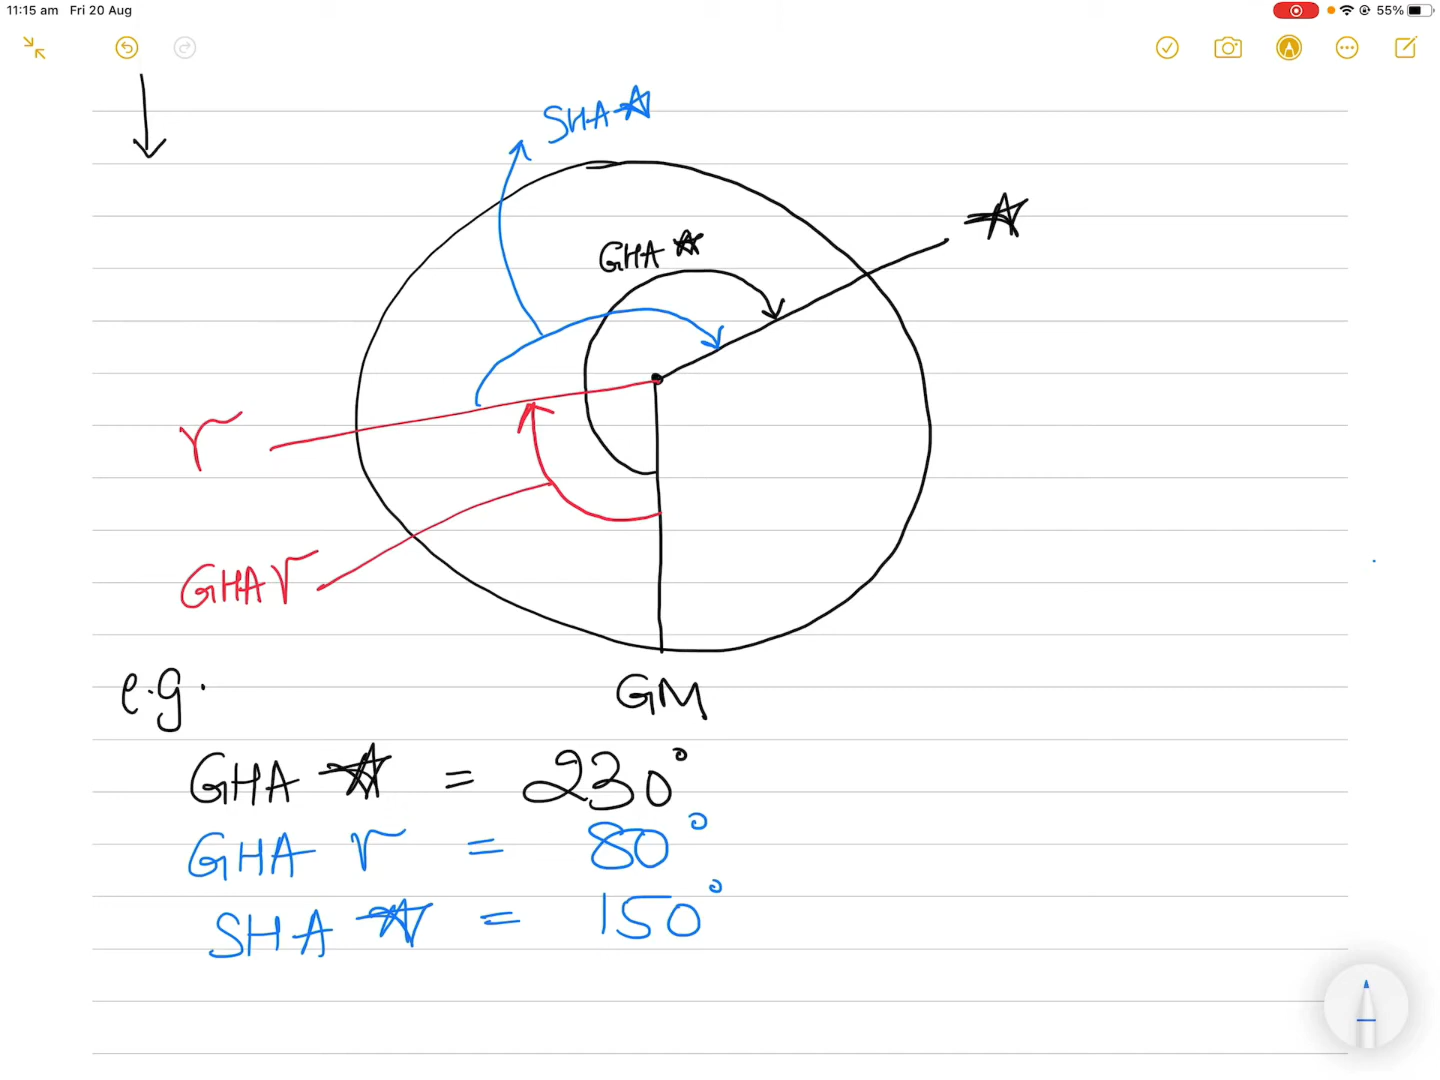 11:15 am Fri 20 Aug
55%
SHA ☆
☆
GHA ☆
♈
GHA ♈
e.g.
GM
GHA ☆ = 230°
GHA ♈ = 80°
SHA ☆ = 150°